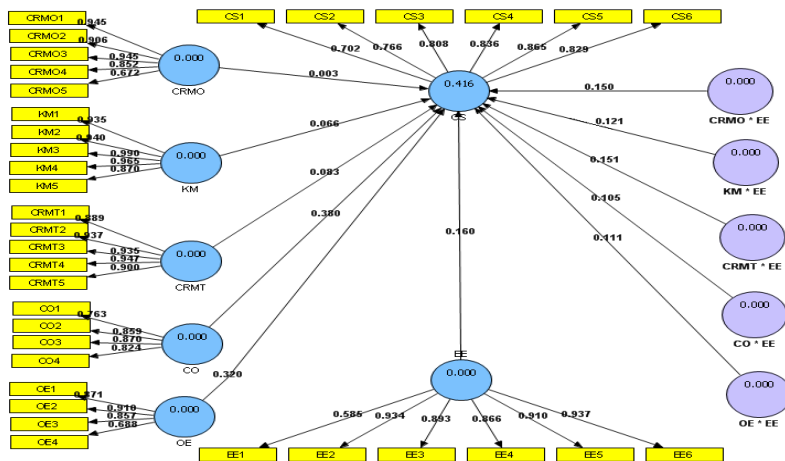 CS1 CS2 CS3 CS4 CS5 CS6
0.702 0.766 0.808 0.836 0.865 0.829
CRMO1
CRMO2
CRMO3
CRMO4
CRMO5
0.945
0.906
0.945
0.852
0.672
0.000
CRMO
0.003
0.416
CS
0.150
0.000
CRMO * EE
KM1
KM2
KM3
KM4
KM5
0.935
0.940
0.990
0.965
0.870
0.000
KM
0.066
0.121
0.000
KM * EE
CRMT1
CRMT2
CRMT3
CRMT4
CRMT5
0.889
0.937
0.935
0.947
0.900
0.000
CRMT
0.083
0.151
0.000
CRMT * EE
CO1
CO2
CO3
CO4
0.763
0.859
0.870
0.824
0.000
CO
0.380
0.105
0.000
CO * EE
OE1
OE2
OE3
OE4
0.871
0.910
0.857
0.688
0.000
OE
0.320
0.111
0.000
OE * EE
0.160
EE
0.000
0.585 0.934 0.893 0.866 0.910 0.937
EE1 EE2 EE3 EE4 EE5 EE6